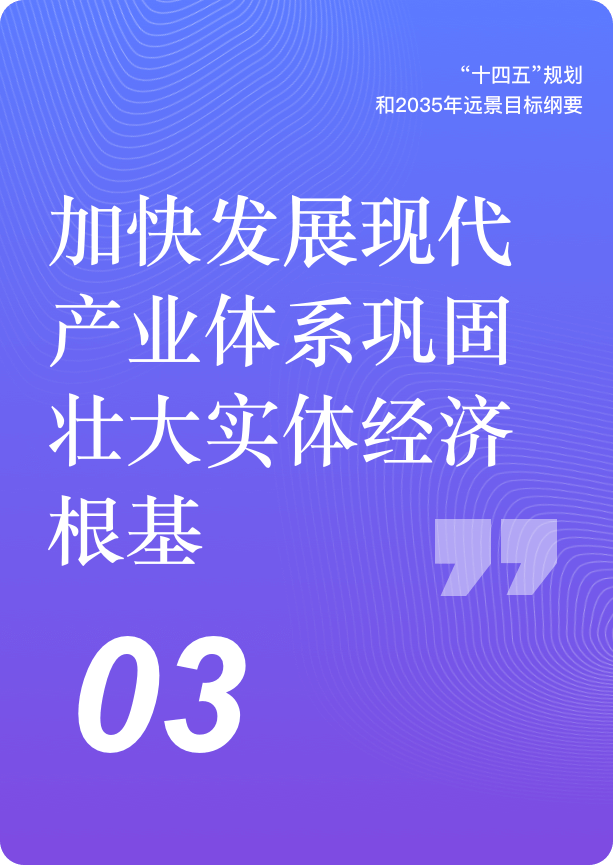 “十四五”规划
和2035年远景目标纲要
加快发展现代
产业体系巩固
壮大实体经济
根基
03